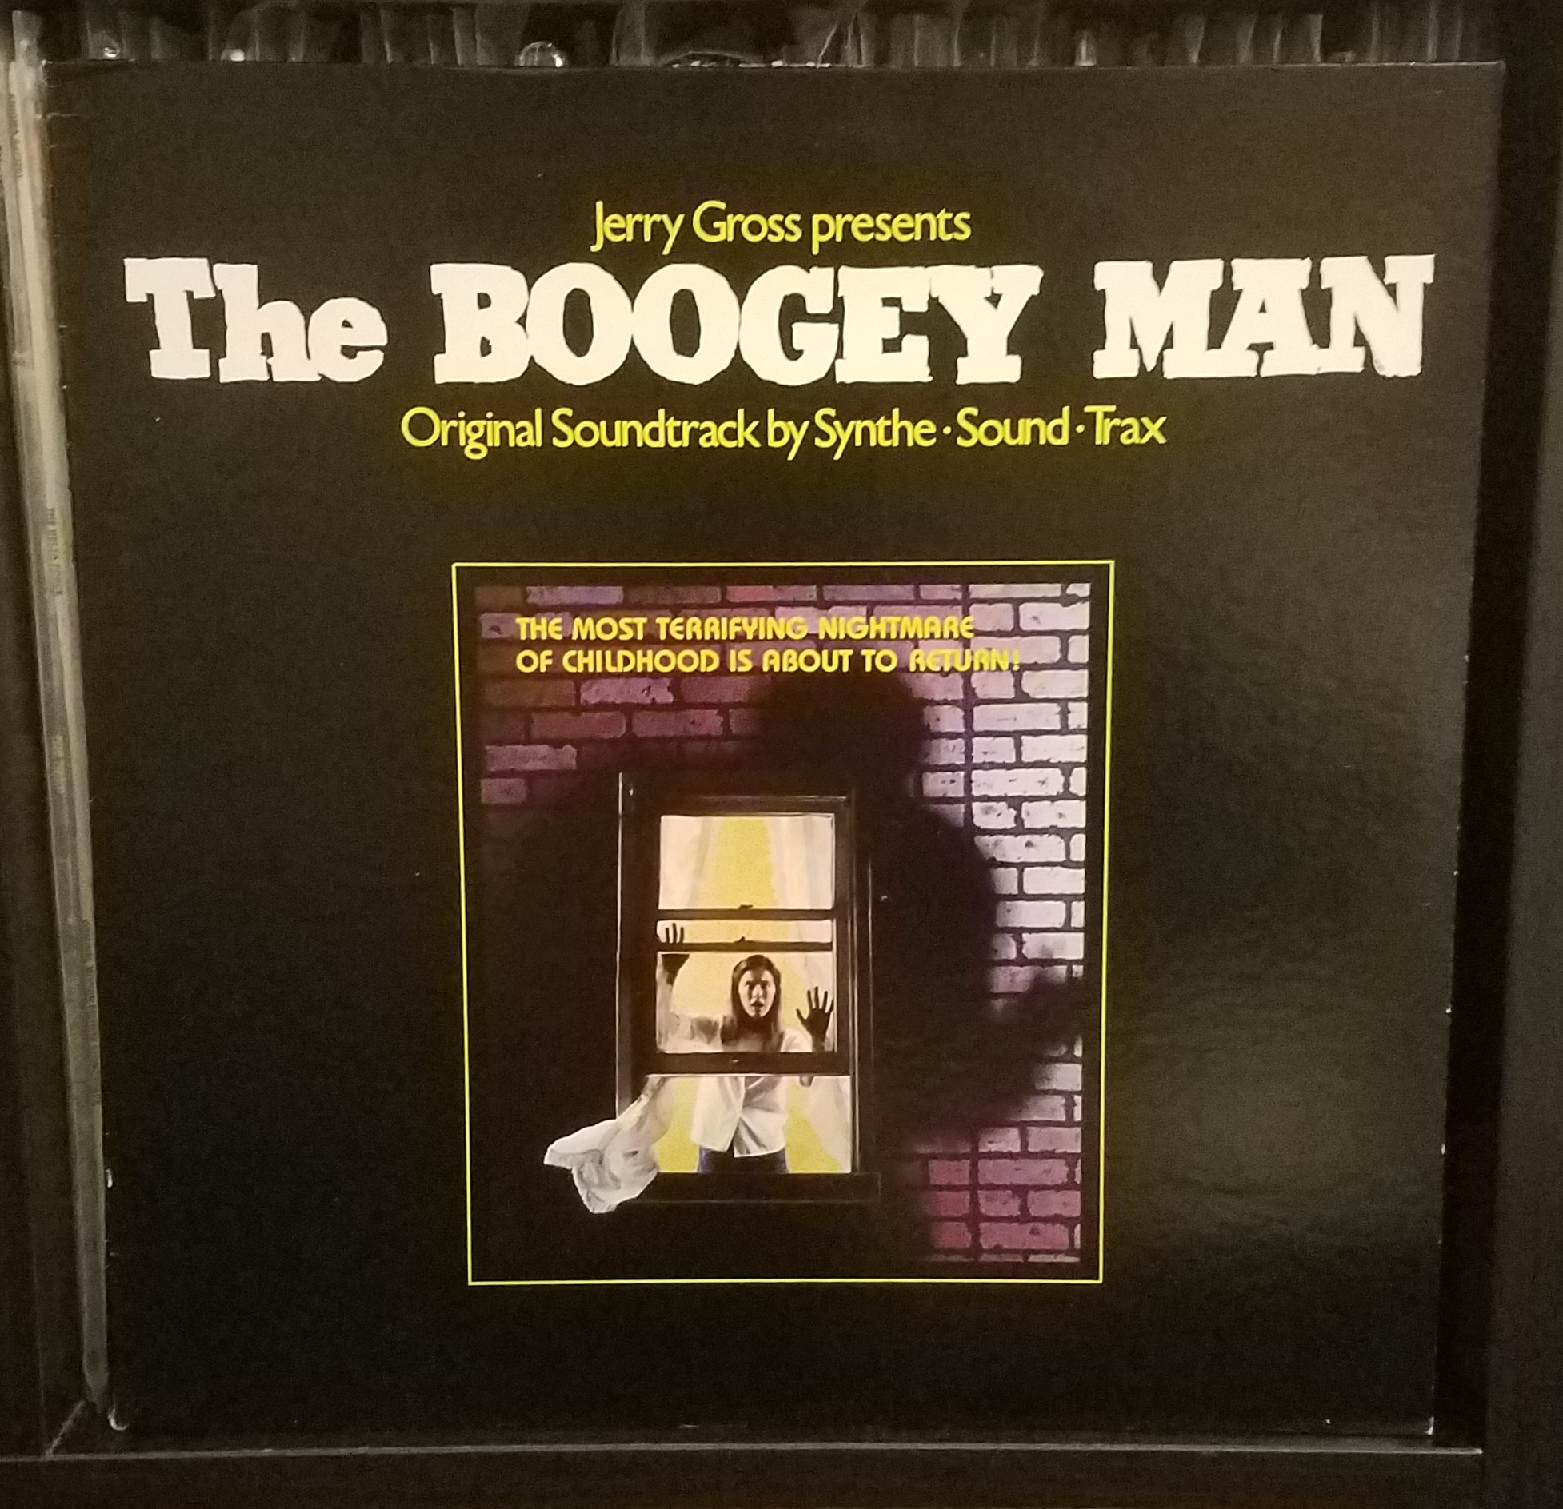 Jerry Gross presents
The BOOGEY MAN
Original Soundtrack by Synthe·Sound·Trax
THE MOST TERRIFYING NIGHTMARE
OF CHILDHOOD IS ABOUT TO RETURN!